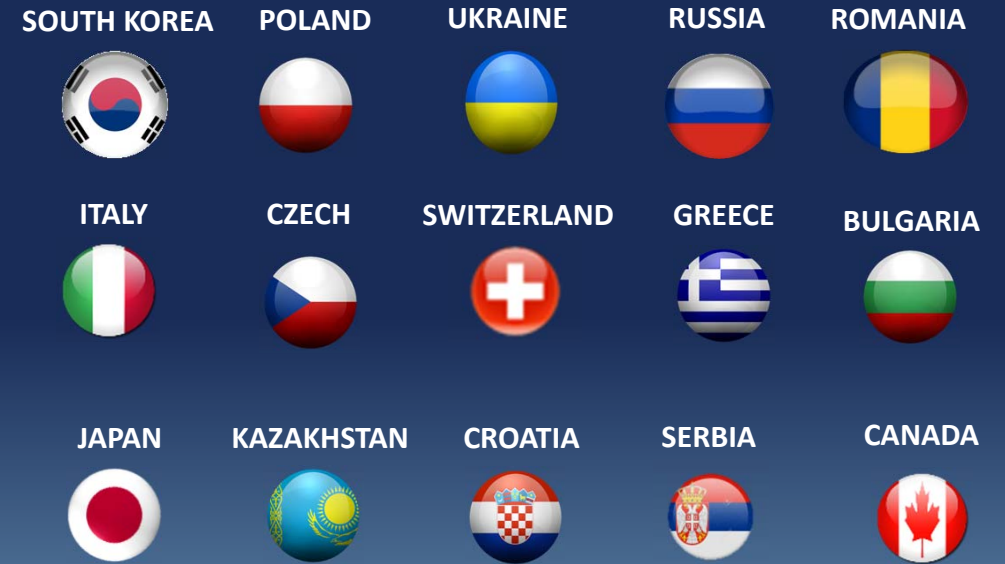 SOUTH KOREA
POLAND
UKRAINE
RUSSIA
ROMANIA
ITALY
CZECH
SWITZERLAND
GREECE
BULGARIA
JAPAN
KAZAKHSTAN
CROATIA
SERBIA
CANADA